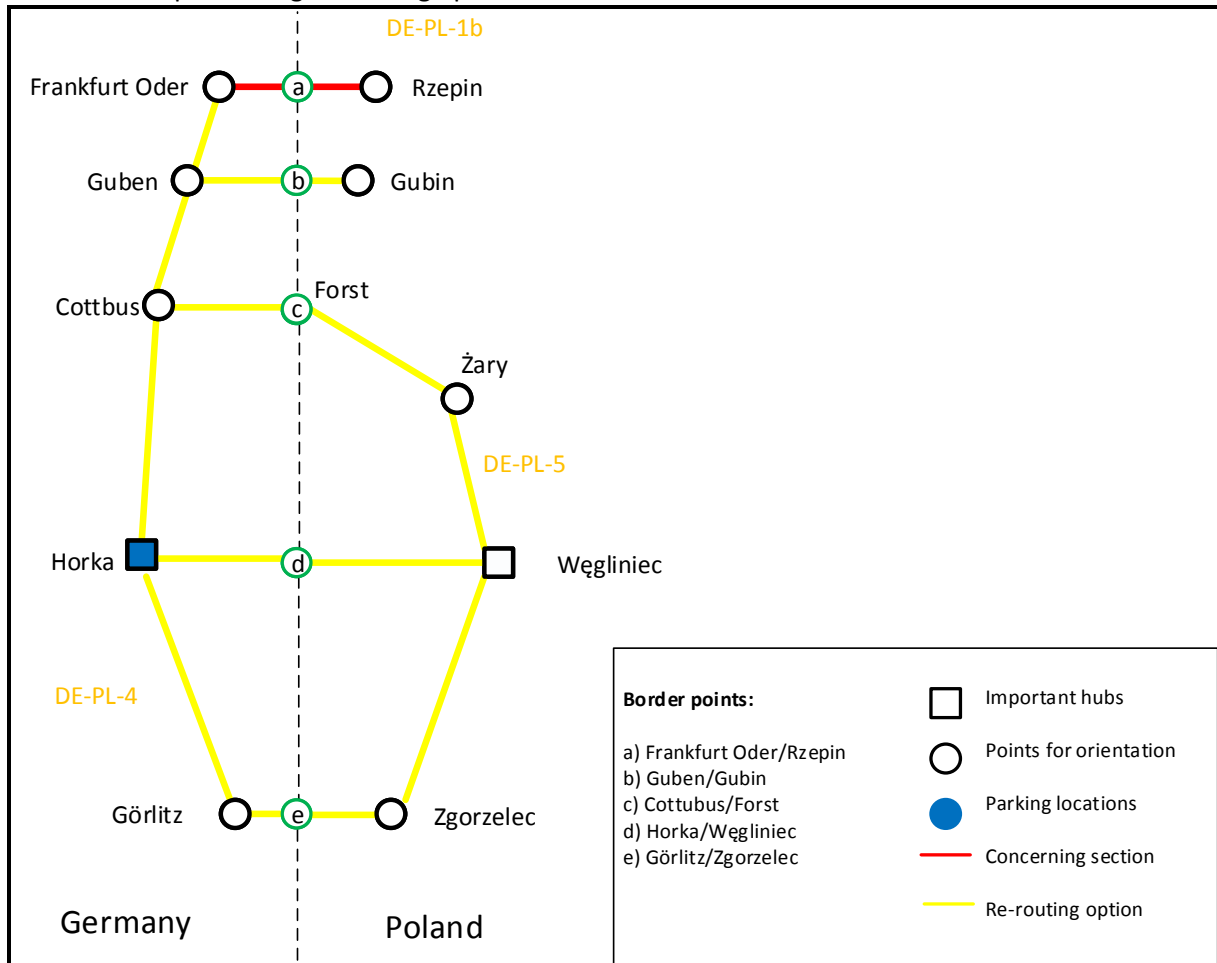 DE-PL-1b
Frankfurt Oder
a
Rzepin
Guben
b
Gubin
Forst
Cottbus
c
Żary
DE-PL-5
Horka
d
Węgliniec
DE-PL-4
Görlitz
e
Zgorzelec
Germany
Poland
Border points:
a) Frankfurt Oder/Rzepin
b) Guben/Gubin
c) Cottubus/Forst
d) Horka/Węgliniec
e) Görlitz/Zgorzelec
Important hubs
Points for orientation
Parking locations
Concerning section
Re-routing option